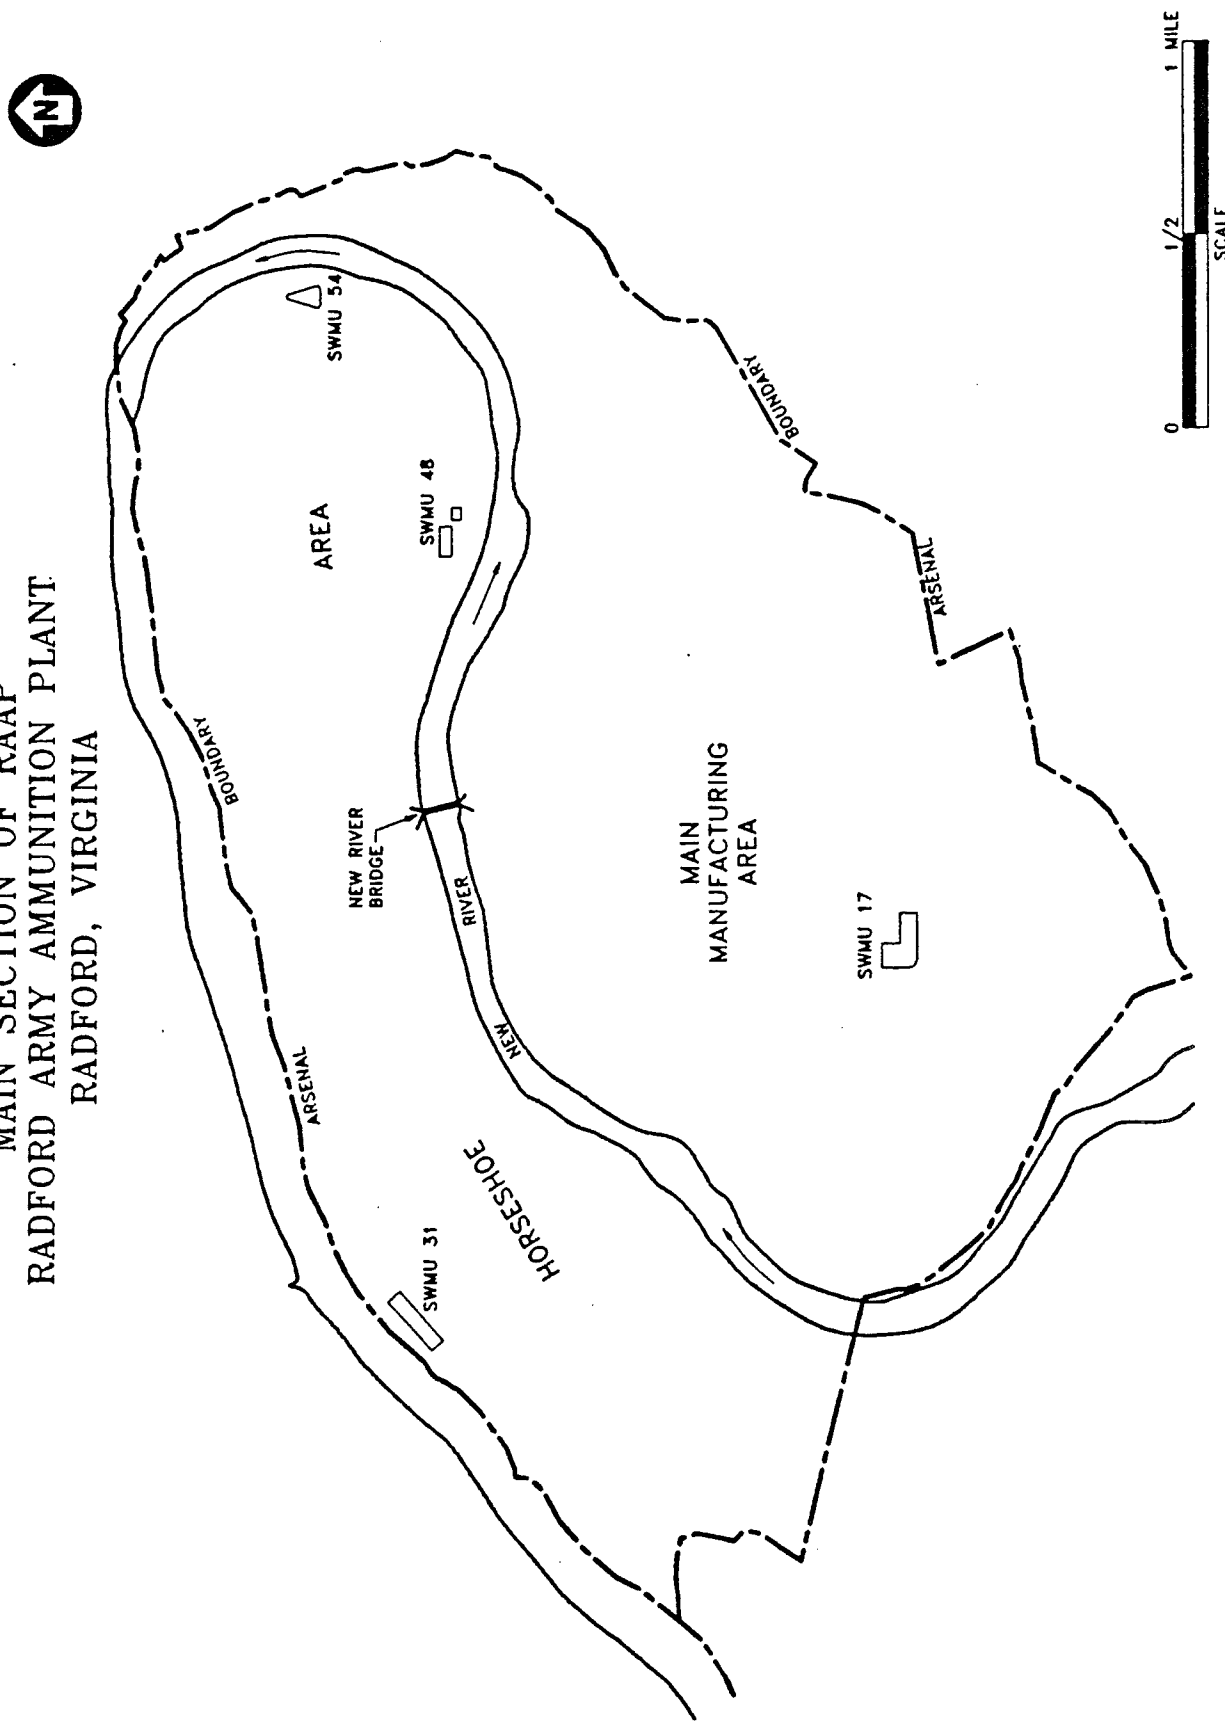 MAIN SECTION OF RAAP
RADFORD ARMY AMMUNITION PLANT
RADFORD, VIRGINIA
N
BOUNDARY
ARSENAL
AREA
SWMU 54
SWMU 48
NEW RIVER
BRIDGE
RIVER
NEW
HORSESHOE
SWMU 31
MAIN
MANUFACTURING
AREA
SWMU 17
BOUNDARY
ARSENAL
0 1/2 1 MILE
SCALE